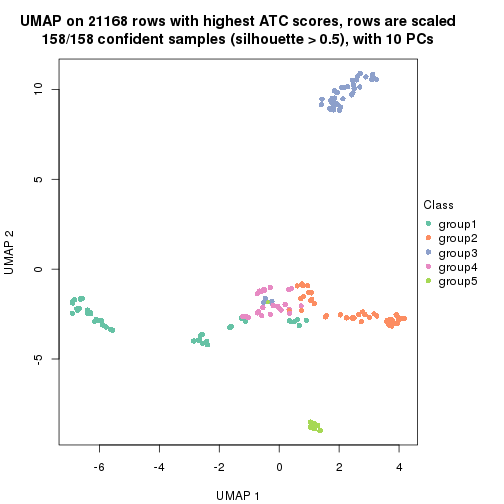 UMAP on 21168 rows with highest ATC scores, rows are scaled
158/158 confident samples (silhouette > 0.5), with 10 PCs
10
5
0
-5
UMAP 2
-6
-4
-2
0
2
4
UMAP 1
Class
group1
group2
group3
group4
group5